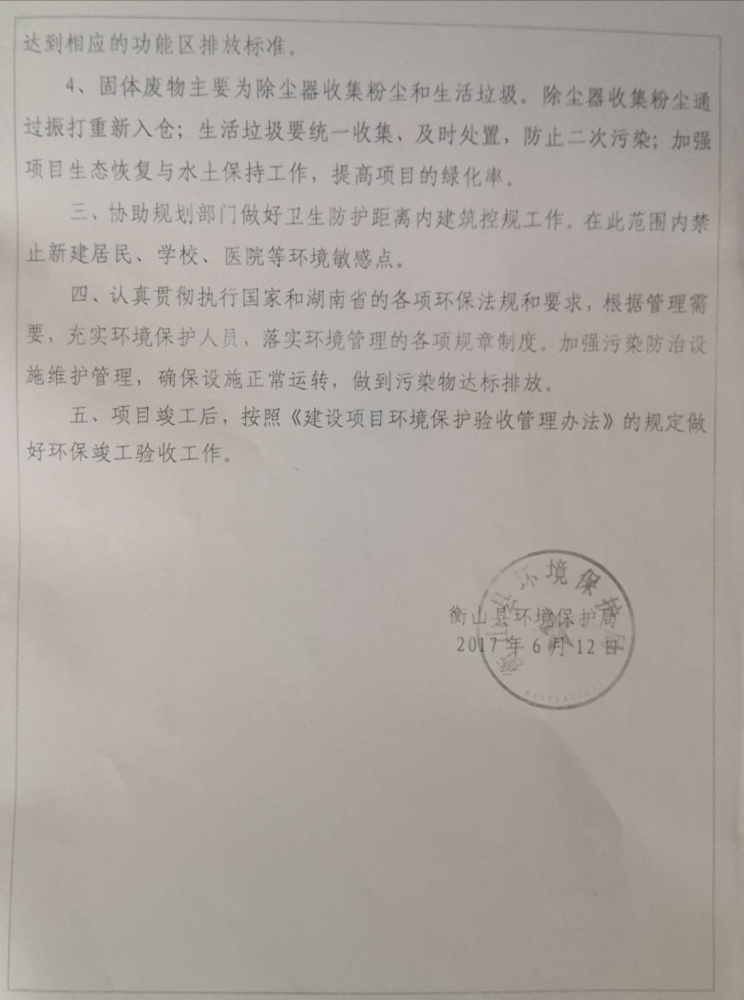 达到相应的功能区排放标准。
4、固体废物主要为除尘器收集粉尘和生活垃圾。除尘器收集粉尘通
过振打重新入仓；生活垃圾要统一收集、及时处置，防止二次污染；加强
项目生态恢复与水土保持工作，提高项目的绿化率。
三、协助规划部门做好卫生防护距离内建筑控规工作。在此范围内禁
止新建居民、学校、医院等环境敏感点。
四、认真贯彻执行国家和湖南省的各项环保法规和要求，根据管理需
要，充实环境保护人员，落实环境管理的各项规章制度。加强污染防治设
施维护管理，确保设施正常运转，做到污染物达标排放。
五、项目竣工后，按照《建设项目环境保护验收管理办法》的规定做
好环保竣工验收工作。
衡山县环境保护局
2017年6月12日
衡山县环境保护局